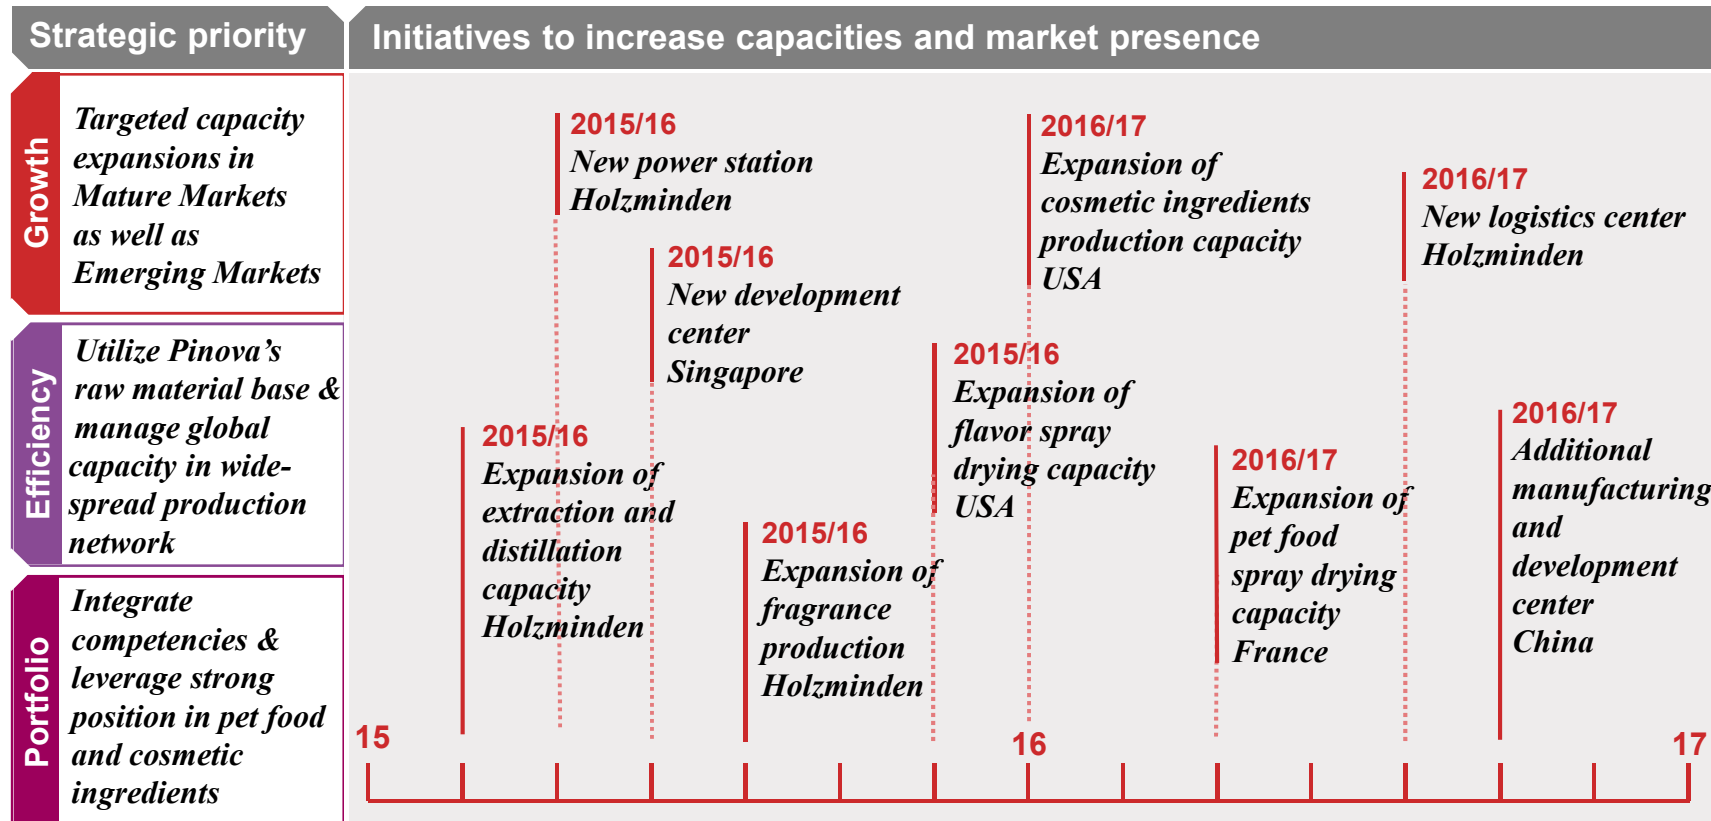 Strategic priority
Initiatives to increase capacities and market presence
Growth
Targeted capacity
expansions in
Mature Markets
as well as
Emerging Markets
Efficiency
Utilize Pinova’s
raw material base &
manage global
capacity in wide-
spread production
network
Portfolio
Integrate
competencies &
leverage strong
position in pet food
and cosmetic
ingredients
2015/16
Expansion of
extraction and
distillation
capacity
Holzminden
2015/16
New power station
Holzminden
2015/16
New development
center
Singapore
2015/16
Expansion of
fragrance
production
Holzminden
2015/16
Expansion of
flavor spray
drying capacity
USA
2016/17
Expansion of
cosmetic ingredients
production capacity
USA
2016/17
Expansion of
pet food
spray drying
capacity
France
2016/17
New logistics center
Holzminden
2016/17
Additional
manufacturing
and
development
center
China
15
16
17